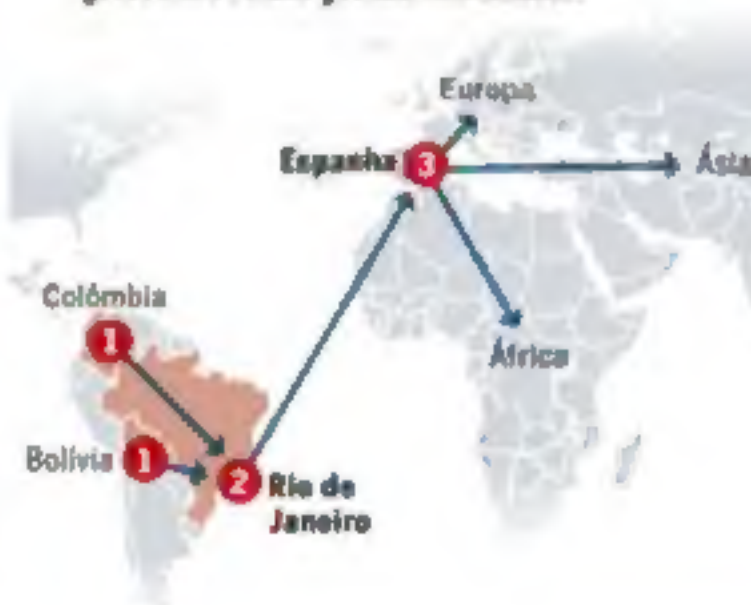 Europa
Espanha 3
Ásia
Colômbia
1
África
Bolívia 1
2 Rio de
Janeiro